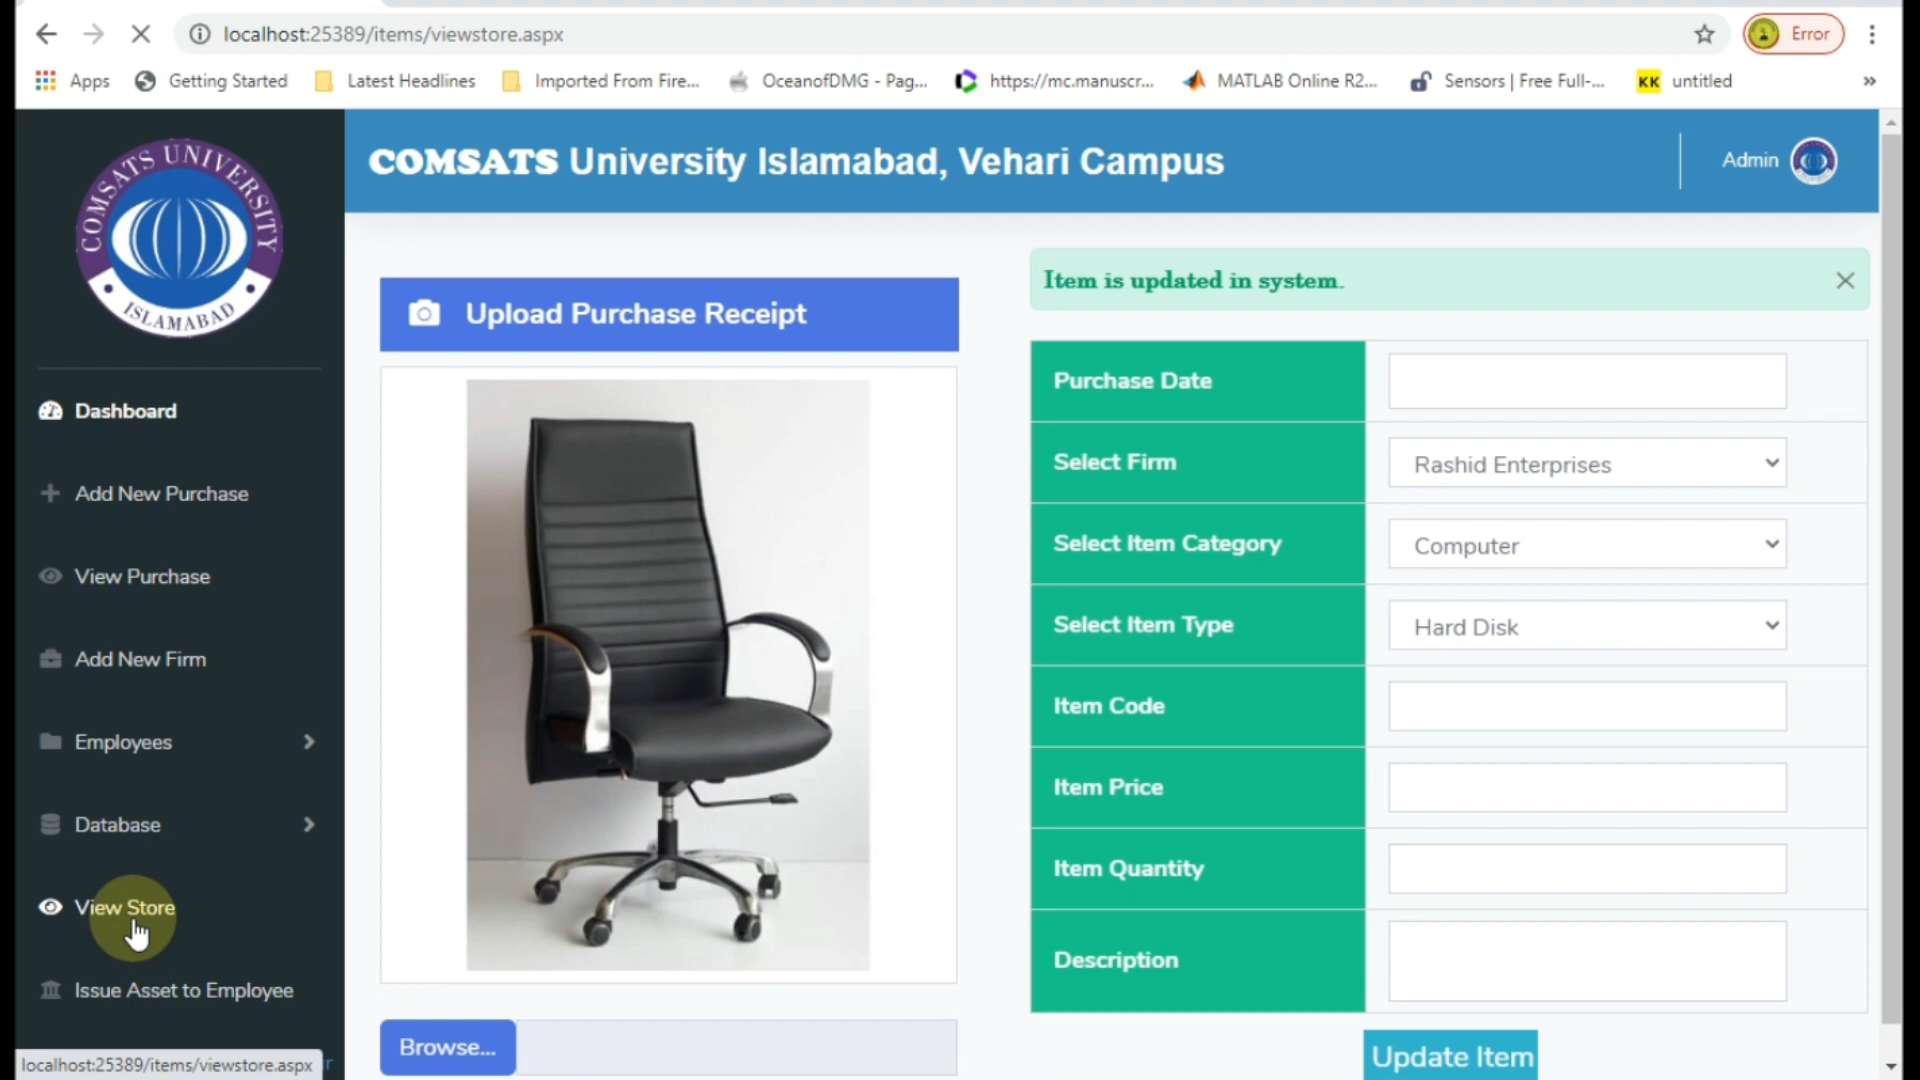 localhost:25389/items/viewstore.aspx
Error
Apps
Getting Started
Latest Headlines
Imported From Fire...
OceanofDMG - Pag...
https://mc.manuscr...
MATLAB Online R2...
Sensors | Free Full-...
KK untitled
»
COMSATS UNIVERSITY
ISLAMABAD
COMSATS University Islamabad, Vehari Campus
Admin
Dashboard
Add New Purchase
View Purchase
Add New Firm
Employees
Database
View Store
Issue Asset to Employee
localhost:25389/items/viewstore.aspx
Upload Purchase Receipt
Browse...
Item is updated in system.
Purchase Date
Select Firm
Rashid Enterprises
Select Item Category
Computer
Select Item Type
Hard Disk
Item Code
Item Price
Item Quantity
Description
Update Item